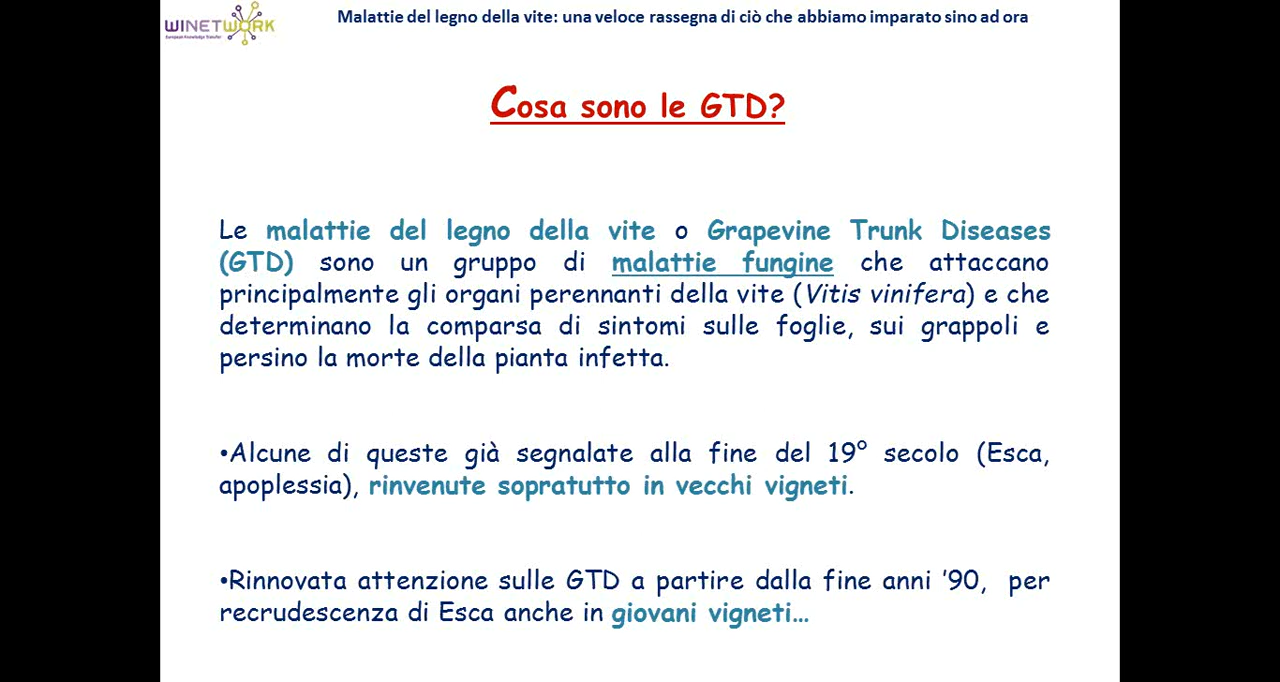 WINETWORK
European Knowledge Transfer
Malattie del legno della vite: una veloce rassegna di ciò che abbiamo imparato sino ad ora
Cosa sono le GTD?
Le malattie del legno della vite o Grapevine Trunk Diseases
(GTD) sono un gruppo di malattie fungine che attaccano
principalmente gli organi perennanti della vite (Vitis vinifera) e che
determinano la comparsa di sintomi sulle foglie, sui grappoli e
persino la morte della pianta infetta.
•Alcune di queste già segnalate alla fine del 19° secolo (Esca,
apoplessia), rinvenute sopratutto in vecchi vigneti.
•Rinnovata attenzione sulle GTD a partire dalla fine anni '90, per
recrudescenza di Esca anche in giovani vigneti…